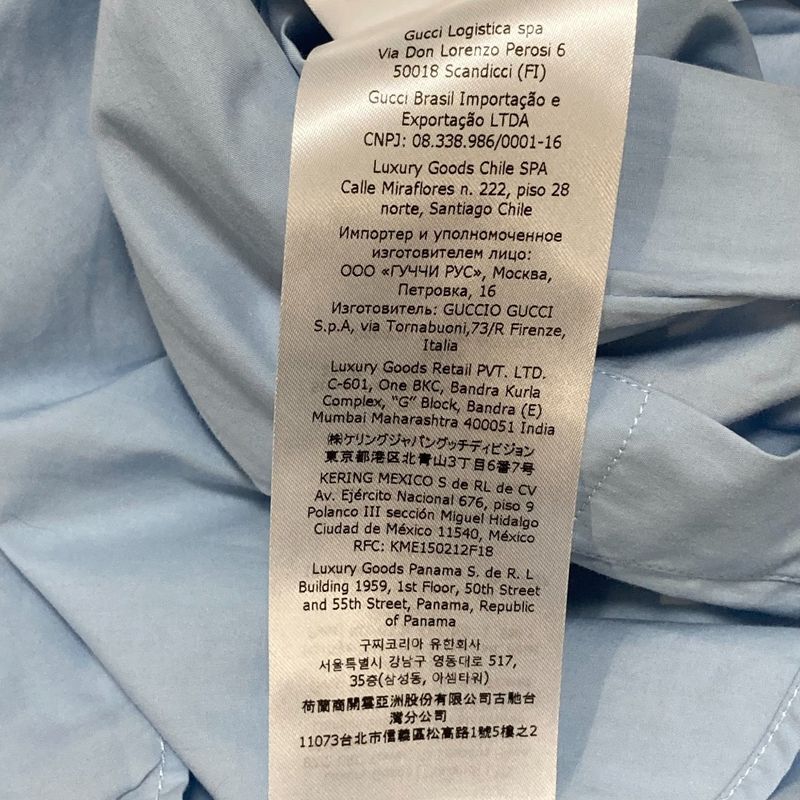 Gucci Logistica spa
Via Don Lorenzo Perosi 6
50018 Scandicci (FI)
Gucci Brasil Importação e
Exportação LTDA
CNPJ: 08.338.986/0001-16
Luxury Goods Chile SPA
Calle Miraflores n. 222, piso 28
norte, Santiago Chile
Импортер и уполномоченное
изготовителем лицо:
ООО «ГУЧЧИ РУС», Москва,
Петровка, 16
Изготовитель: GUCCIO GUCCI
S.p.A, via Tornabuoni,73/R Firenze,
Italia
Luxury Goods Retail PVT. LTD.
C-601, One BKC, Bandra Kurla
Complex, “G” Block, Bandra (E)
Mumbai Maharashtra 400051 India
㈱ケリングジャパングッチディビジョン
東京都港区北青山3丁目6番7号
KERING MEXICO S de RL de CV
Av. Ejército Nacional 676, piso 9
Polanco III sección Miguel Hidalgo
Ciudad de México 11540, México
RFC: KME150212F18
Luxury Goods Panama S. de R. L
Building 1959, 1st Floor, 50th Street
and 55th Street, Panama, Republic
of Panama
구찌코리아 유한회사
서울특별시 강남구 영동대로 517,
35층(삼성동, 아셈타워)
荷蘭商開雲亞洲股份有限公司古馳台
灣分公司
11073台北市信義區松高路1號5樓之2